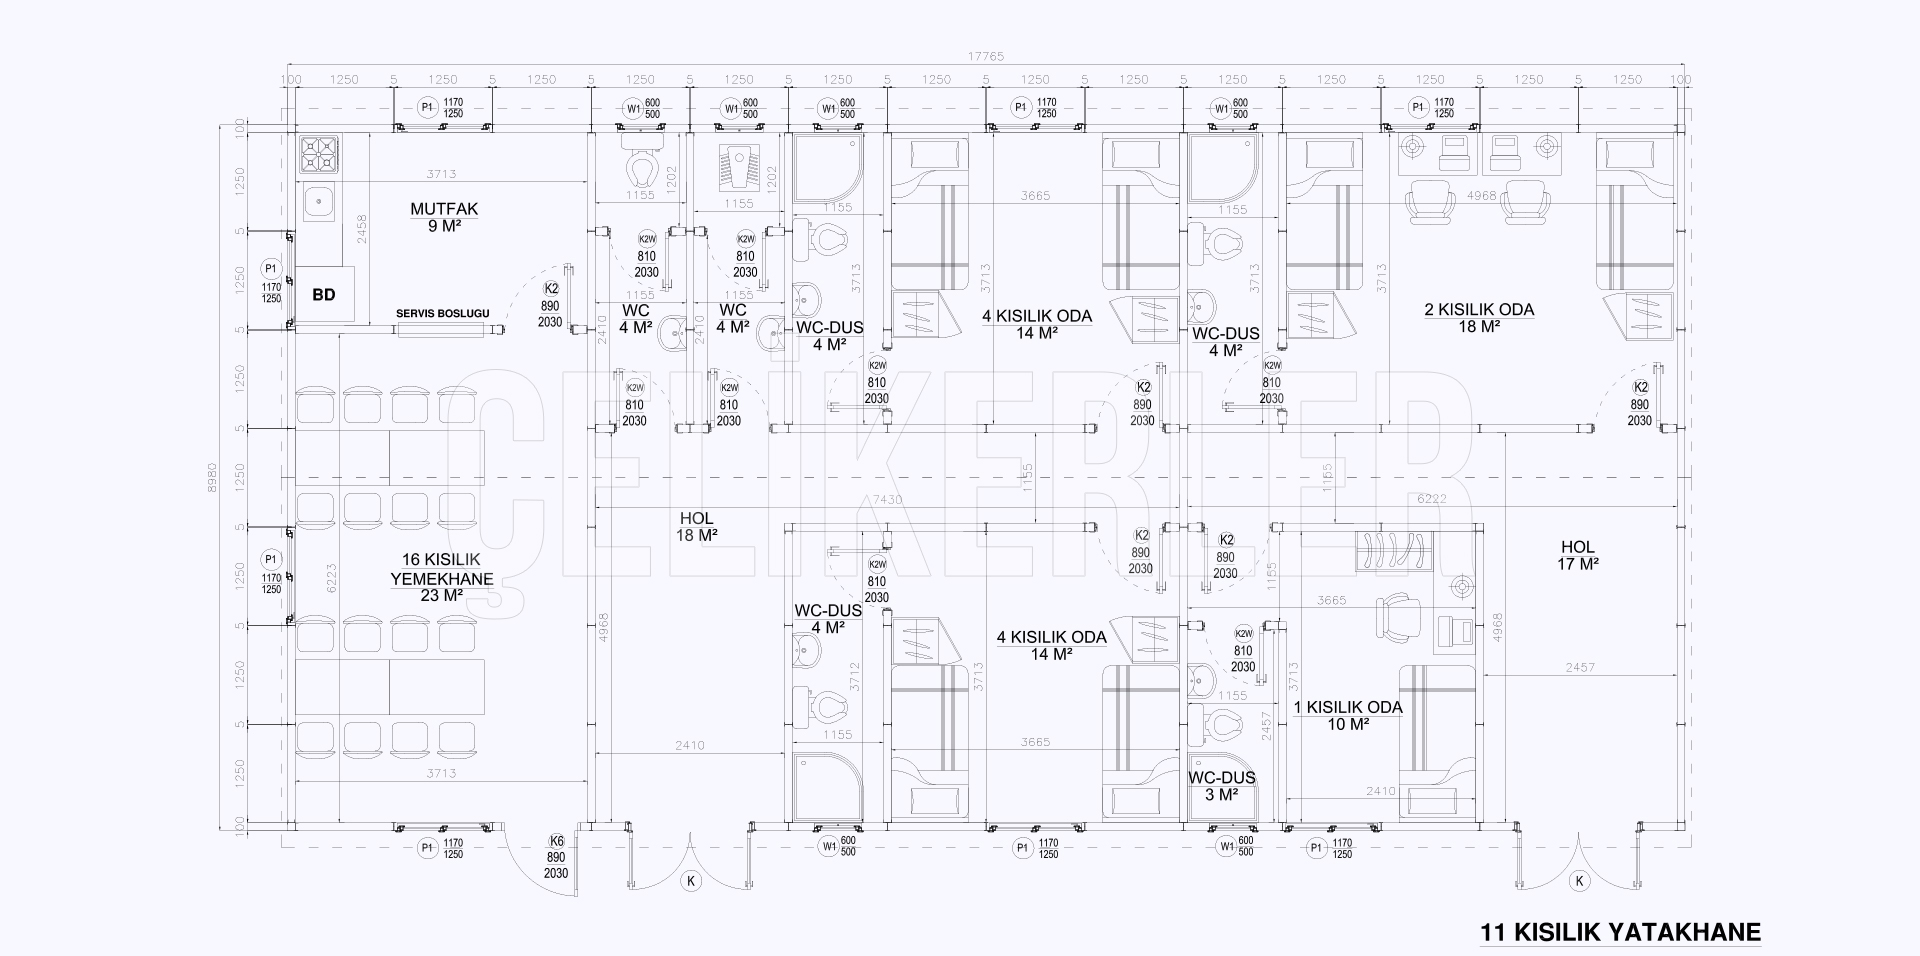 17765
100 1250 5 1250 5 1250 5 1250 5 1250 5 1250 5 1250 5 1250 5 1250 5 1250 5 1250 5 1250 5 1250 5 1250 100
P1 1170 1250
W1 600 500
W1 600 500
W1 600 500
P1 1170 1250
W1 600 500
P1 1170 1250
8980
100
1250
5
1250
5
1250
5
1250
5
1250
5
1250
5
1250
100
P1 1170 1250
P1 1170 1250
3713
2458
MUTFAK
9 M²
BD
SERVIS BOSLUGU
K2
890
2030
1155
1202
K2W
810
2030
1155
WC
4 M²
2410
K2W
810
2030
1155
1202
K2W
810
2030
1155
WC
4 M²
2410
K2W
810
2030
1155
3713
WC-DUS
4 M²
K2W
810
2030
3665
3713
4 KISILIK ODA
14 M²
K2
890
2030
1155
3713
WC-DUS
4 M²
K2W
810
2030
4968
3713
2 KISILIK ODA
18 M²
K2
890
2030
ÇELİKERLER
16 KISILIK
YEMEKHANE
23 M²
6223
3713
7430
1155
HOL
18 M²
4968
2410
6222
1155
HOL
17 M²
4968
2457
K2W
810
2030
WC-DUS
4 M²
3712
1155
K2
890
2030
4 KISILIK ODA
14 M²
3713
3665
K2
890
2030
1155
3665
K2W
810
2030
1155
2457
WC-DUS
3 M²
3713
1 KISILIK ODA
10 M²
2410
P1 1170 1250
K6
890
2030
K
W1 600 500
P1 1170 1250
W1 600 500
P1 1170 1250
K
11 KISILIK YATAKHANE